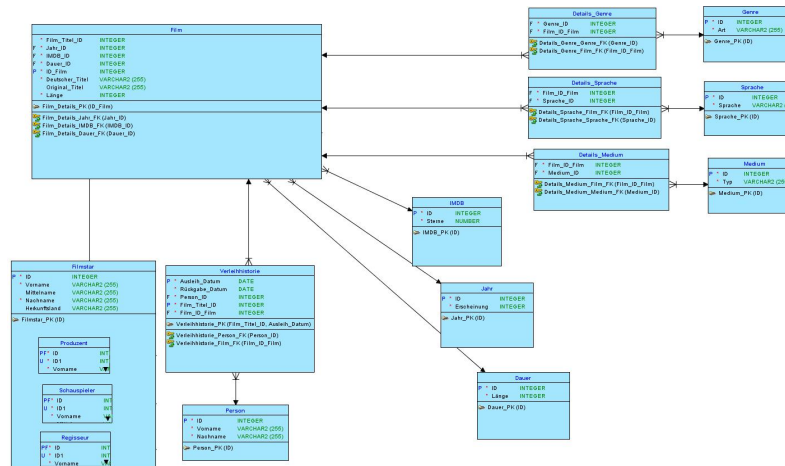 Film
* Film_Titel_ID INTEGER
F * Jahr_ID INTEGER
F * IMDB_ID INTEGER
F * Dauer_ID INTEGER
P * ID_Film INTEGER
* Deutscher_Titel VARCHAR2 (255)
Original_Titel VARCHAR2 (255)
* Länge INTEGER
Film_Details_PK (ID_Film)
Film_Details_Jahr_FK (Jahr_ID)
Film_Details_IMDB_FK (IMDB_ID)
Film_Details_Dauer_FK (Dauer_ID)
Details_Genre
F * Genre_ID INTEGER
F * Film_ID_Film INTEGER
Details_Genre_Genre_FK (Genre_ID)
Details_Genre_Film_FK (Film_ID_Film)
Genre
P * ID INTEGER
* Art VARCHAR2 (255)
Genre_PK (ID)
Details_Sprache
F * Film_ID_Film INTEGER
F * Sprache_ID INTEGER
Details_Sprache_Film_FK (Film_ID_Film)
Details_Sprache_Sprache_FK (Sprache_ID)
Sprache
P * ID INTEGER
* Sprache VARCHAR2
Sprache_PK (ID)
Details_Medium
F * Film_ID_Film INTEGER
F * Medium_ID INTEGER
Details_Medium_Film_FK (Film_ID_Film)
Details_Medium_Medium_FK (Medium_ID)
Medium
P * ID INTEGER
* Typ VARCHAR2
Medium_PK (ID)
IMDB
P * ID INTEGER
* Sterne NUMBER
IMDB_PK (ID)
Filmstar
P * ID INTEGER
* Vorname VARCHAR2 (255)
Mittelname VARCHAR2 (255)
* Nachname VARCHAR2 (255)
Herkunftsland VARCHAR2 (255)
Filmstar_PK (ID)
Produzent
PF* ID INT
U * ID1 INT
* Vorname
Schauspieler
PF* ID INT
U * ID1 INT
* Vorname
Regisseur
PF* ID INT
U * ID1 INT
* Vorname
Verleihhistorie
P * Ausleih_Datum DATE
* Rückgabe_Datum DATE
F * Person_ID INTEGER
P * Film_Titel_ID INTEGER
F * Film_ID_Film INTEGER
Verleihhistorie_PK (Film_Titel_ID, Ausleih_Datum)
Verleihhistorie_Person_FK (Person_ID)
Verleihhistorie_Film_FK (Film_ID_Film)
Person
P * ID INTEGER
* Vorname VARCHAR2 (255)
* Nachname VARCHAR2 (255)
Person_PK (ID)
Jahr
P * ID INTEGER
* Erscheinung INTEGER
Jahr_PK (ID)
Dauer
P * ID INTEGER
* Länge INTEGER
Dauer_PK (ID)